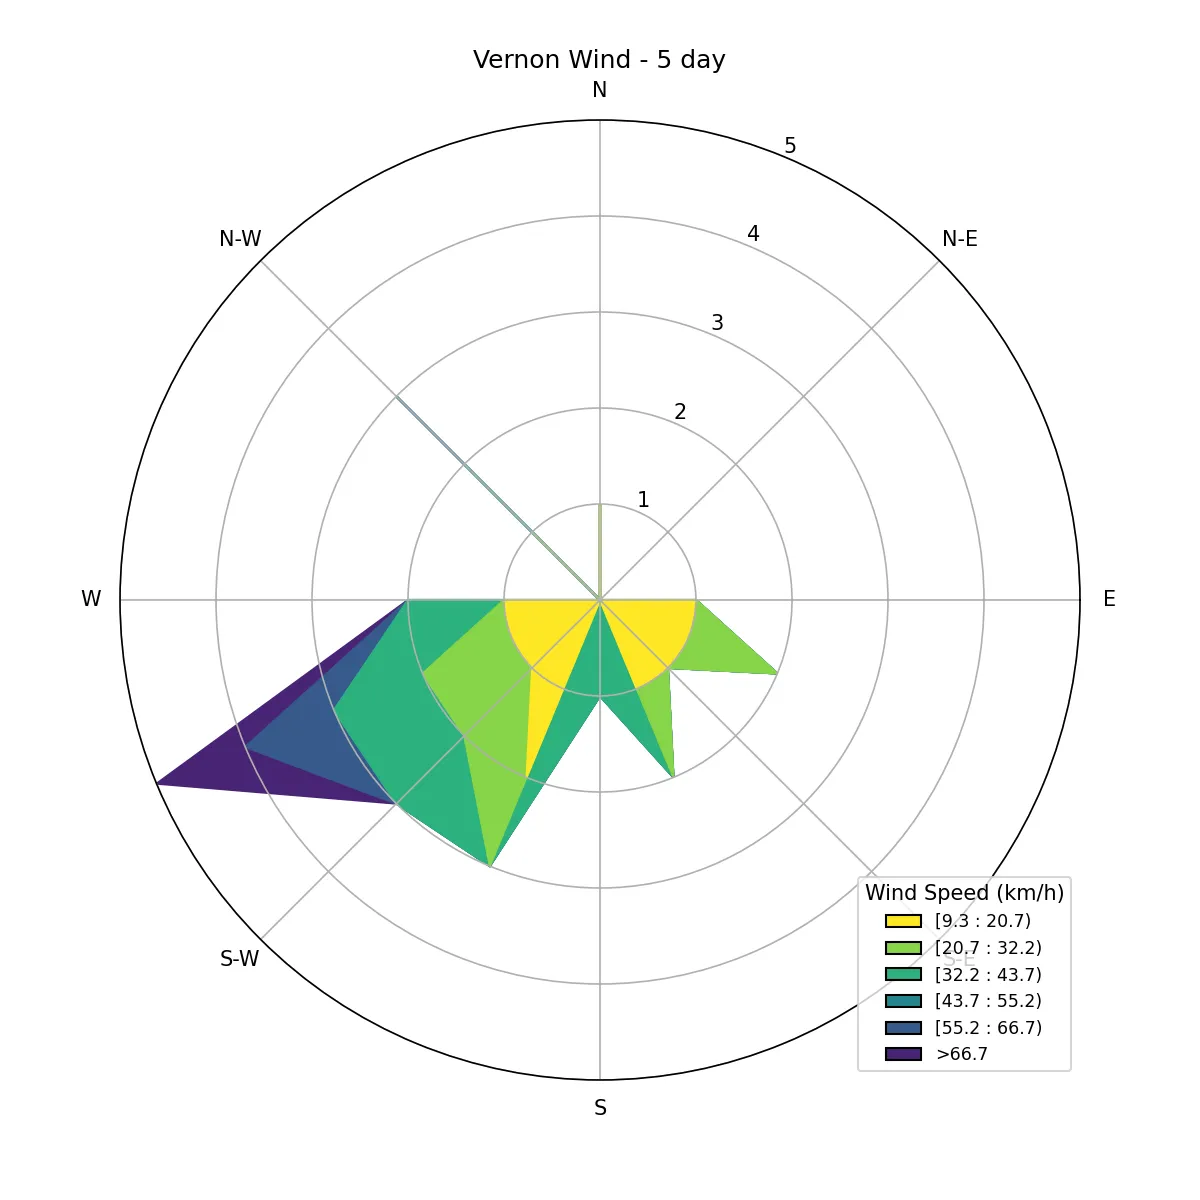 Vernon Wind - 5 day
N
5
N-W
N-E
4
3
2
1
W
E
S-W
S-E
S
Wind Speed (km/h)
[9.3 : 20.7)
[20.7 : 32.2)
[32.2 : 43.7)
[43.7 : 55.2)
[55.2 : 66.7)
>66.7